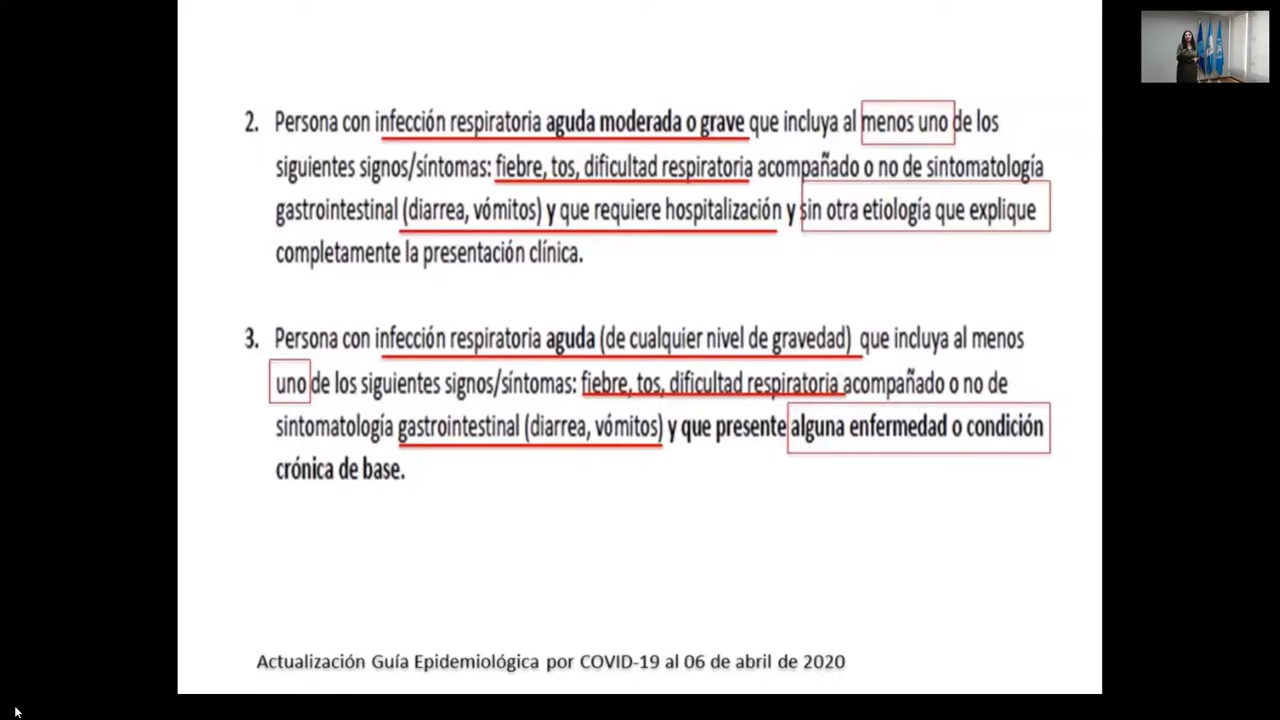 2. Persona con infección respiratoria aguda moderada o grave que incluya al menos uno de los
siguientes signos/síntomas: fiebre, tos, dificultad respiratoria acompañado o no de sintomatología
gastrointestinal (diarrea, vómitos) y que requiere hospitalización y sin otra etiología que explique
completamente la presentación clínica.
3. Persona con infección respiratoria aguda (de cualquier nivel de gravedad) que incluya al menos
uno de los siguientes signos/síntomas: fiebre, tos, dificultad respiratoria acompañado o no de
sintomatología gastrointestinal (diarrea, vómitos) y que presente alguna enfermedad o condición
crónica de base.
Actualización Guía Epidemiológica por COVID-19 al 06 de abril de 2020